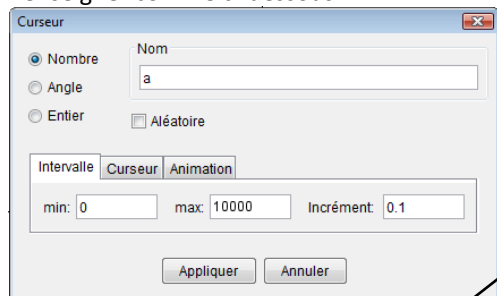 Curseur
Nombre
Angle
Entier
Nom
a
Aléatoire
Intervalle Curseur Animation
min: 0 max: 10000 Incrément: 0.1
Appliquer Annuler